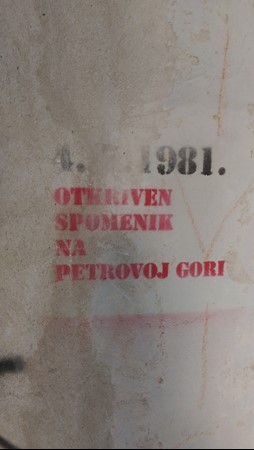 4. 1981.
OTKRIVEN
SPOMENIK
NA
PETROVOJ GORI